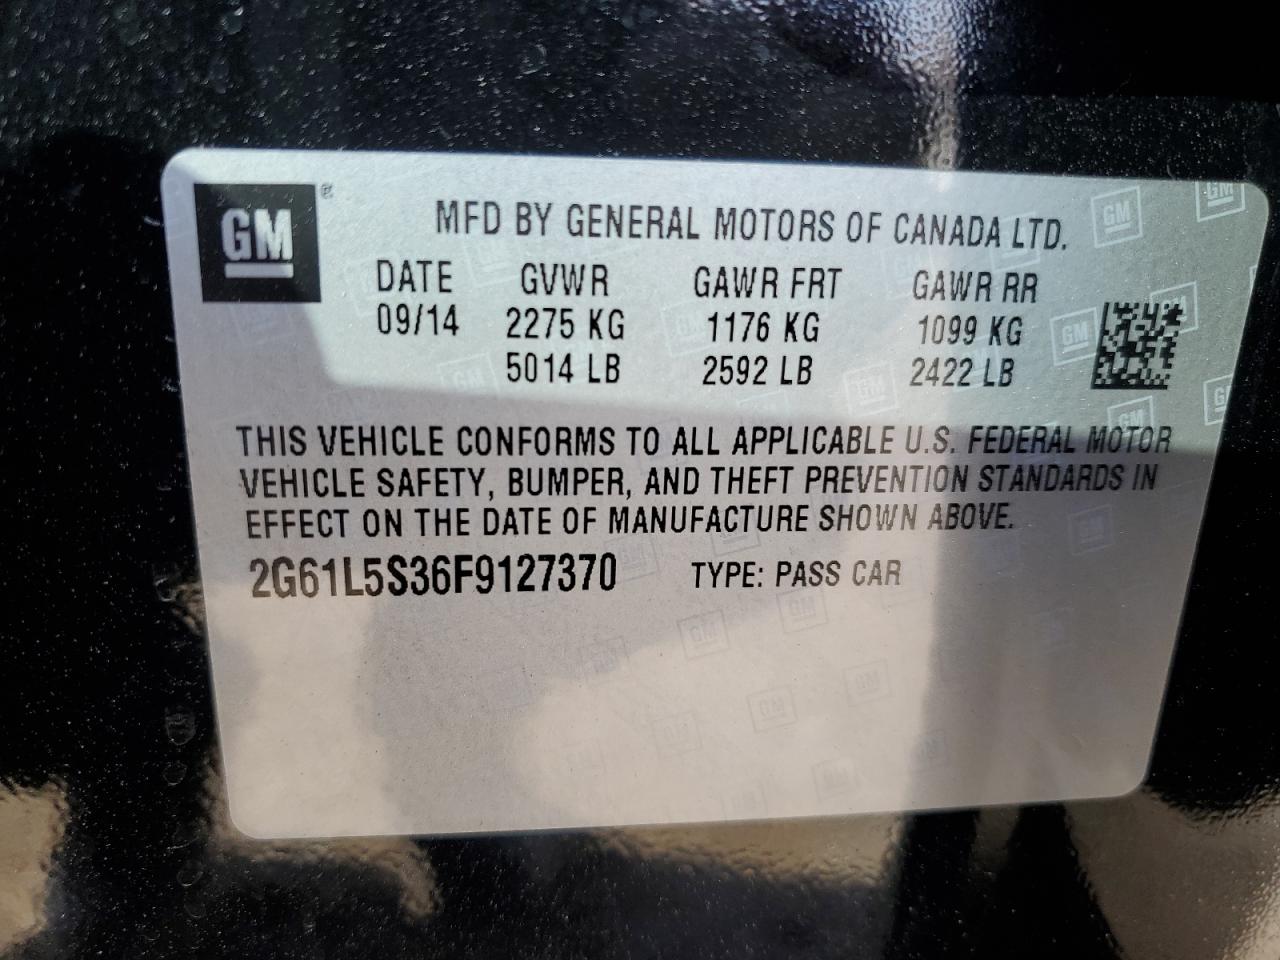 GM ®
MFD BY GENERAL MOTORS OF CANADA LTD.
DATE GVWR GAWR FRT GAWR RR
09/14 2275 KG 1176 KG 1099 KG
5014 LB 2592 LB 2422 LB
THIS VEHICLE CONFORMS TO ALL APPLICABLE U.S. FEDERAL MOTOR
VEHICLE SAFETY, BUMPER, AND THEFT PREVENTION STANDARDS IN
EFFECT ON THE DATE OF MANUFACTURE SHOWN ABOVE.
2G61L5S36F9127370 TYPE: PASS CAR